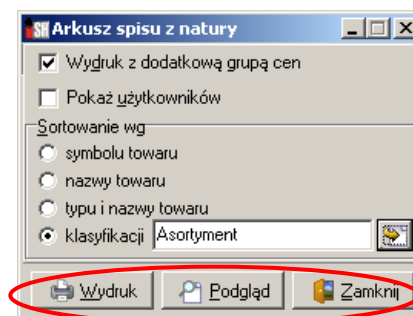 SH Arkusz spisu z natury
Wydruk z dodatkową grupą cen
Pokaż użytkowników
Sortowanie wg
symbolu towaru
nazwy towaru
typu i nazwy towaru
klasyfikacji Asortyment
Wydruk Podgląd Zamknij